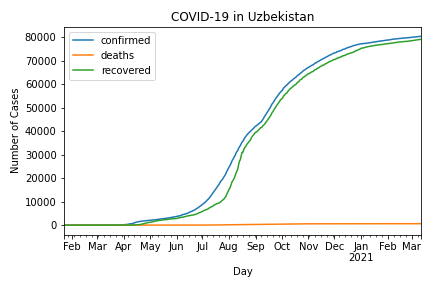 COVID-19 in Uzbekistan
confirmed
deaths
recovered
80000
70000
60000
50000
40000
30000
20000
10000
0
Number of Cases
Feb Mar Apr May Jun Jul Aug Sep Oct Nov Dec Jan Feb Mar
2021
Day